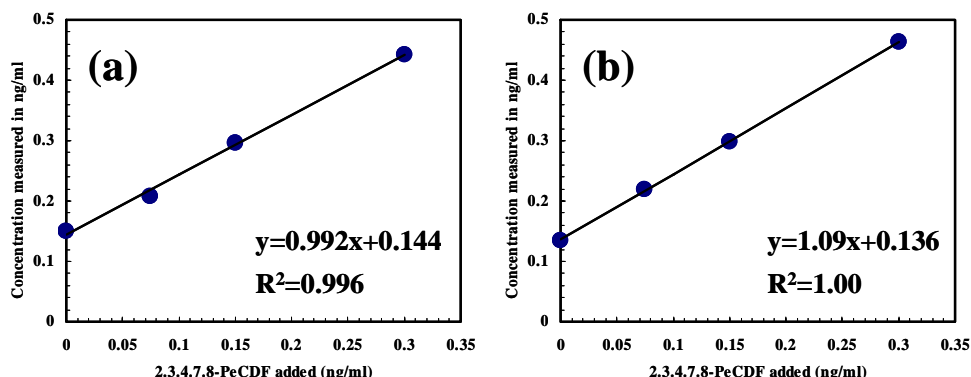 (a)
Concentration measured in ng/ml
0.5
0.4
0.3
0.2
0.1
0
y=0.992x+0.144
R²=0.996
0 0.05 0.1 0.15 0.2 0.25 0.3 0.35
2,3,4,7,8-PeCDF added (ng/ml)
(b)
Concentration measured in ng/ml
0.5
0.4
0.3
0.2
0.1
0
y=1.09x+0.136
R²=1.00
0 0.05 0.1 0.15 0.2 0.25 0.3 0.35
2,3,4,7,8-PeCDF added (ng/ml)